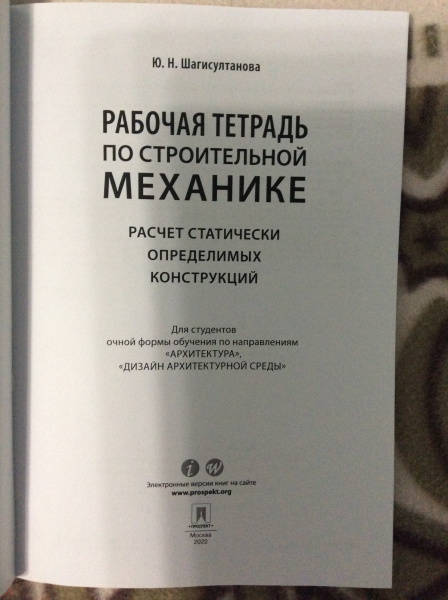 Ю. Н. Шагисултанова
РАБОЧАЯ ТЕТРАДЬ
ПО СТРОИТЕЛЬНОЙ
МЕХАНИКЕ
РАСЧЕТ СТАТИЧЕСКИ
ОПРЕДЕЛИМЫХ
КОНСТРУКЦИЙ
Для студентов
очной формы обучения по направлениям
«АРХИТЕКТУРА»,
«ДИЗАЙН АРХИТЕКТУРНОЙ СРЕДЫ»
i w
Электронные версии книг на сайте
www.prospekt.org
•ПРОСПЕКТ•
Москва
2022